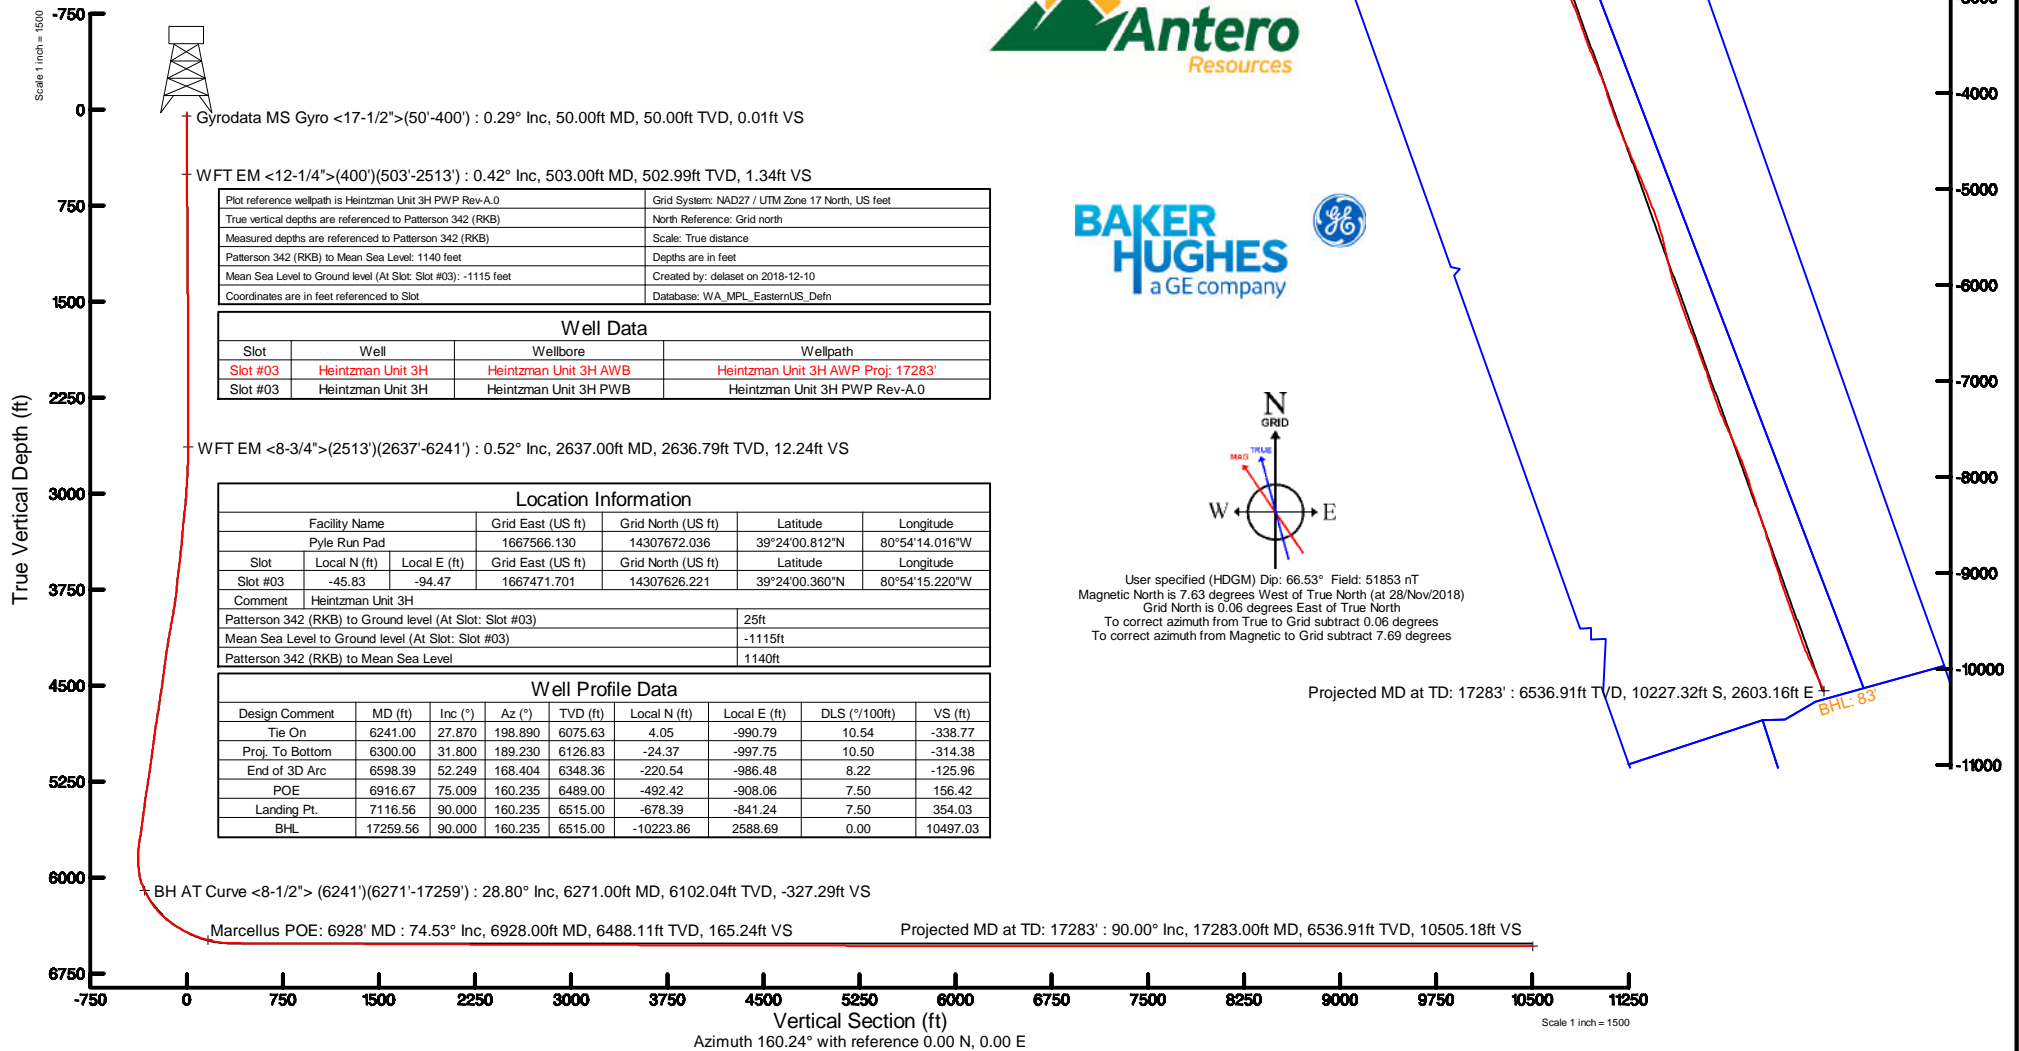 Scale 1 inch = 1500
True Vertical Depth (ft)
-750
0
750
1500
2250
3000
3750
4500
5250
6000
6750
Antero
Resources
Gyrodata MS Gyro <17-1/2">(50'-400') : 0.29° Inc, 50.00ft MD, 50.00ft TVD, 0.01ft VS
WFT EM <12-1/4">(400')(503'-2513') : 0.42° Inc, 503.00ft MD, 502.99ft TVD, 1.34ft VS
Plot reference wellpath is Heintzman Unit 3H PWP Rev-A.0 Grid System: NAD27 / UTM Zone 17 North, US feet
True vertical depths are referenced to Patterson 342 (RKB) North Reference: Grid north
Measured depths are referenced to Patterson 342 (RKB) Scale: True distance
Patterson 342 (RKB) to Mean Sea Level: 1140 feet Depths are in feet
Mean Sea Level to Ground level (At Slot: Slot #03): -1115 feet Created by: delaset on 2018-12-10
Coordinates are in feet referenced to Slot Database: WA_MPL_EasternUS_Defn
Well Data
Slot Well Wellbore Wellpath
Slot #03 Heintzman Unit 3H Heintzman Unit 3H AWB Heintzman Unit 3H AWP Proj: 17283'
Slot #03 Heintzman Unit 3H Heintzman Unit 3H PWB Heintzman Unit 3H PWP Rev-A.0
WFT EM <8-3/4">(2513')(2637'-6241') : 0.52° Inc, 2637.00ft MD, 2636.79ft TVD, 12.24ft VS
Location Information
Facility Name Grid East (US ft) Grid North (US ft) Latitude Longitude
Pyle Run Pad 1667566.130 14307672.036 39°24'00.812"N 80°54'14.016"W
Slot Local N (ft) Local E (ft) Grid East (US ft) Grid North (US ft) Latitude Longitude
Slot #03 -45.83 -94.47 1667471.701 14307626.221 39°24'00.360"N 80°54'15.220"W
Comment Heintzman Unit 3H
Patterson 342 (RKB) to Ground level (At Slot: Slot #03) 25ft
Mean Sea Level to Ground level (At Slot: Slot #03) -1115ft
Patterson 342 (RKB) to Mean Sea Level 1140ft
Well Profile Data
Design Comment MD (ft) Inc (°) Az (°) TVD (ft) Local N (ft) Local E (ft) DLS (°/100ft) VS (ft)
Tie On 6241.00 27.870 198.890 6075.63 4.05 -990.79 10.54 -338.77
Proj. To Bottom 6300.00 31.800 189.230 6126.83 -24.37 -997.75 10.50 -314.38
End of 3D Arc 6598.39 52.249 168.404 6348.36 -220.54 -986.48 8.22 -125.96
POE 6916.67 75.009 160.235 6489.00 -492.42 -908.06 7.50 156.42
Landing Pt. 7116.56 90.000 160.235 6515.00 -678.39 -841.24 7.50 354.03
BHL 17259.56 90.000 160.235 6515.00 -10223.86 2588.69 0.00 10497.03
BH AT Curve <8-1/2"> (6241')(6271'-17259') : 28.80° Inc, 6271.00ft MD, 6102.04ft TVD, -327.29ft VS
Marcellus POE: 6928' MD : 74.53° Inc, 6928.00ft MD, 6488.11ft TVD, 165.24ft VS
Projected MD at TD: 17283' : 90.00° Inc, 17283.00ft MD, 6536.91ft TVD, 10505.18ft VS
-750 0 750 1500 2250 3000 3750 4500 5250 6000 6750 7500 8250 9000 9750 10500 11250
Vertical Section (ft)
Scale 1 inch = 1500
Azimuth 160.24° with reference 0.00 N, 0.00 E
BAKER
HUGHES
a GE company
GE
N
GRID
TRUE
MAG
W E
User specified (HDGM) Dip: 66.53° Field: 51853 nT
Magnetic North is 7.63 degrees West of True North (at 28/Nov/2018)
Grid North is 0.06 degrees East of True North
To correct azimuth from True to Grid subtract 0.06 degrees
To correct azimuth from Magnetic to Grid subtract 7.69 degrees
Projected MD at TD: 17283' : 6536.91ft TVD, 10227.32ft S, 2603.16ft E
BHL: 83'
-4000
-5000
-6000
-7000
-8000
-9000
-10000
-11000